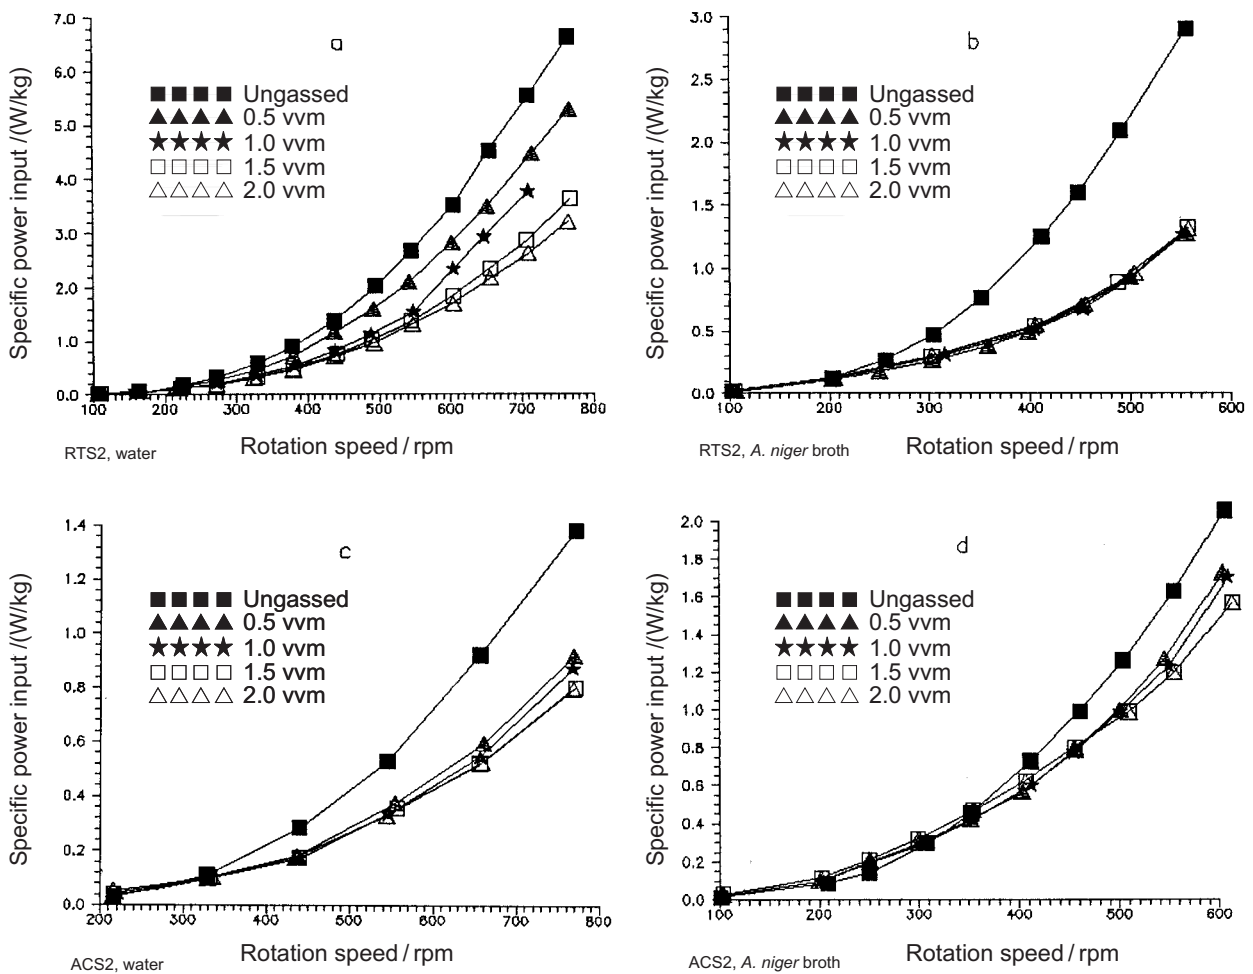 7.0
6.0
5.0
4.0
3.0
2.0
1.0
0.0
Specific power input /(W/kg)
a
Ungassed
0.5 vvm
1.0 vvm
1.5 vvm
2.0 vvm
100 200 300 400 500 600 700 800
Rotation speed / rpm
RTS2, water
3.0
2.5
2.0
1.5
1.0
0.5
0.0
Specific power input /(W/kg)
b
Ungassed
0.5 vvm
1.0 vvm
1.5 vvm
2.0 vvm
100 200 300 400 500 600
Rotation speed / rpm
RTS2, A. niger broth
1.4
1.2
1.0
0.8
0.6
0.4
0.2
0.0
Specific power input /(W/kg)
c
Ungassed
0.5 vvm
1.0 vvm
1.5 vvm
2.0 vvm
200 300 400 500 600 700 800
Rotation speed / rpm
ACS2, water
2.0
1.8
1.6
1.4
1.2
1.0
0.8
0.6
0.4
0.2
0.0
Specific power input /(W/kg)
d
Ungassed
0.5 vvm
1.0 vvm
1.5 vvm
2.0 vvm
100 200 300 400 500 600
Rotation speed / rpm
ACS2, A. niger broth